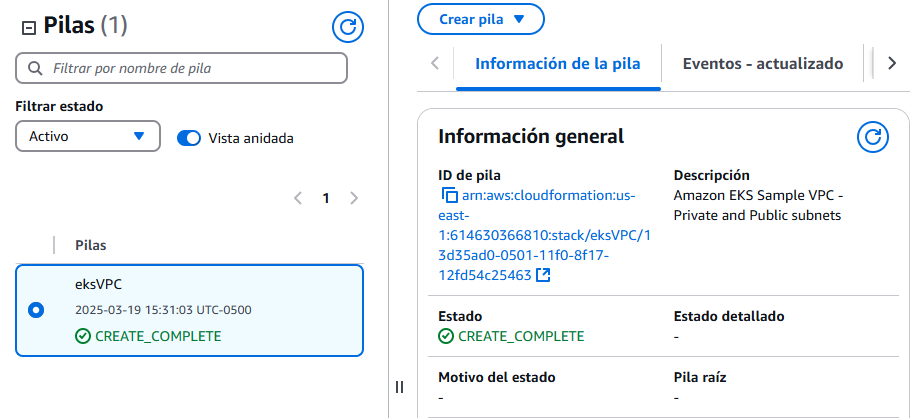 Pilas (1)
Filtrar por nombre de pila
Filtrar estado
Activo
Vista anidada
1
Pilas
eksVPC
2025-03-19 15:31:03 UTC-0500
CREATE_COMPLETE
Crear pila
Información de la pila
Eventos - actualizado
Información general
ID de pila
arn:aws:cloudformation:us-
east-
1:614630366810:stack/eksVPC/1
3d35ad0-0501-11f0-8f17-
12fd54c25463
Descripción
Amazon EKS Sample VPC -
Private and Public subnets
Estado
CREATE_COMPLETE
Estado detallado
-
Motivo del estado
-
Pila raíz
-